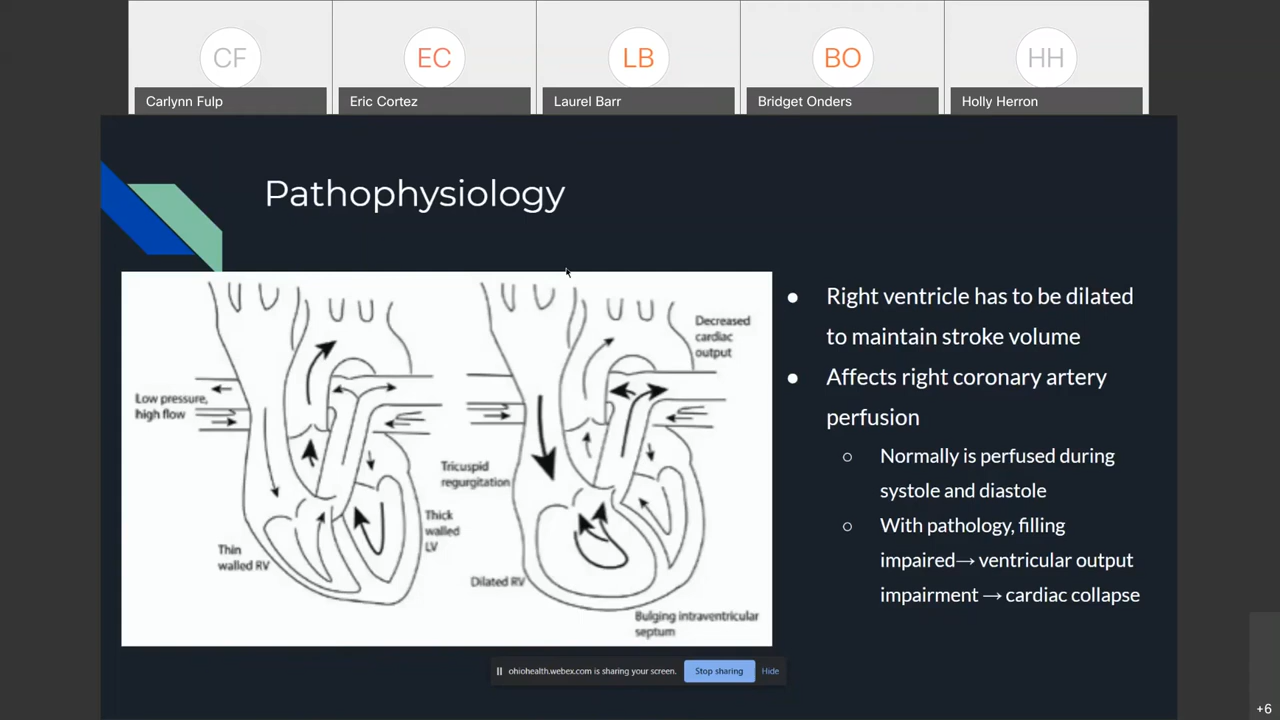 CF
EC
LB
BO
HH
Carlynn Fulp
Eric Cortez
Laurel Barr
Bridget Onders
Holly Herron
Pathophysiology
Low pressure,
high flow
Thin
walled RV
Thick
walled
LV
Tricuspid
regurgitation
Dilated RV
Decreased
cardiac
output
Bulging intraventricular
septum
● Right ventricle has to be dilated
to maintain stroke volume
● Affects right coronary artery
perfusion
○ Normally is perfused during
systole and diastole
○ With pathology, filling
impaired→ ventricular output
impairment → cardiac collapse
ohiohealth.webex.com is sharing your screen.
Stop sharing
Hide
+6